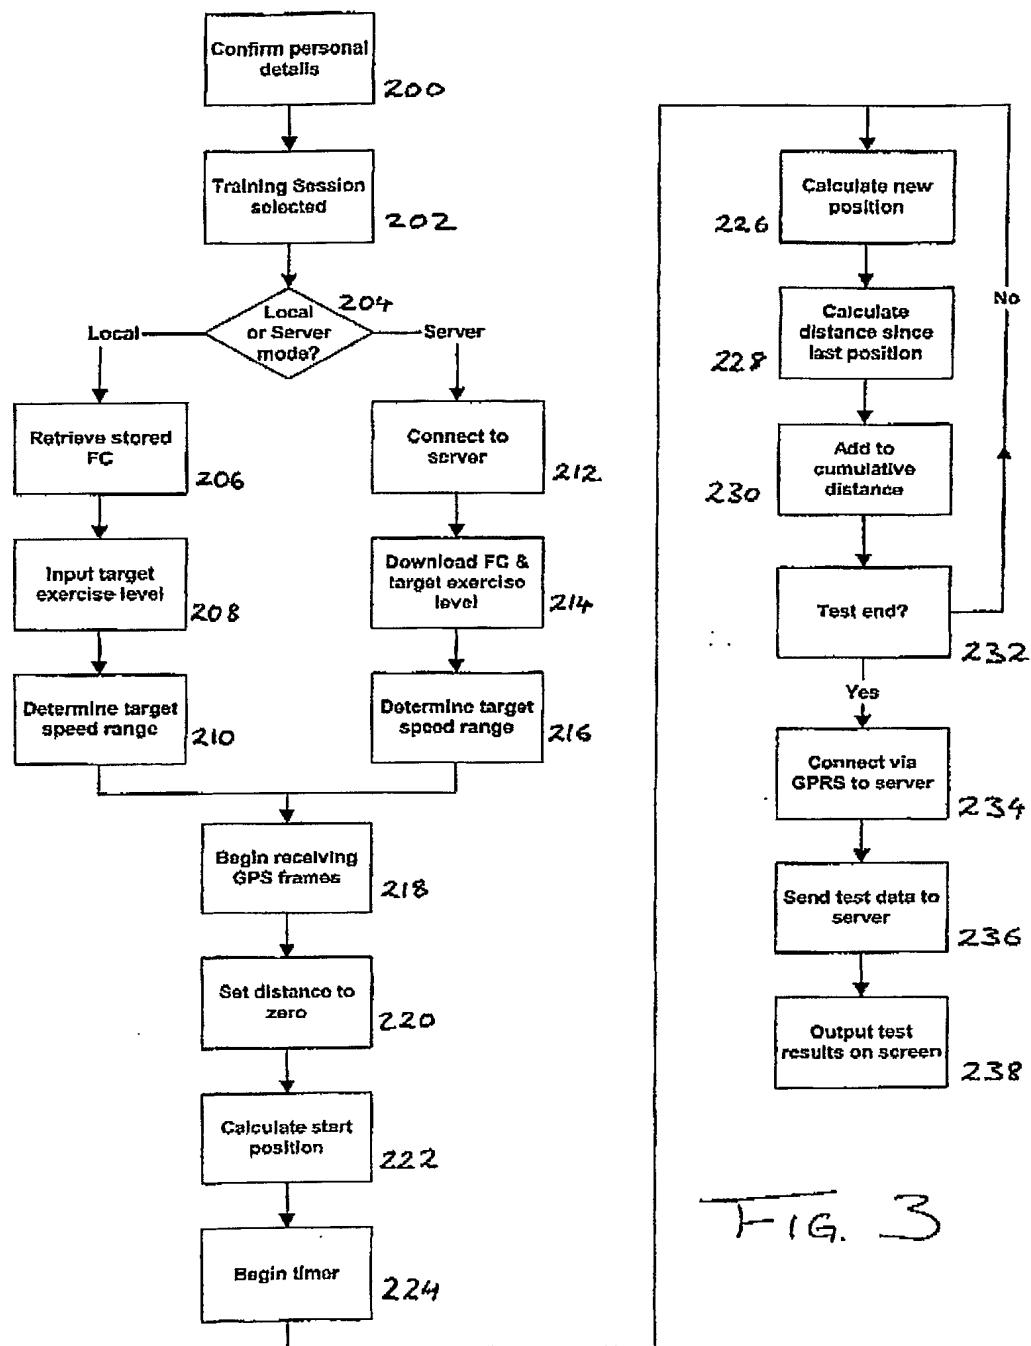 Confirm personal
details
200
Training Session
selected
202
204
Local
or Server
mode?
Local
Server
Retrieve stored
FC
206
Input target
exercise level
208
Determine target
speed range
210
Connect to
server
212
Download FC &
target exercise
level
214
Determine target
speed range
216
Begin receiving
GPS frames
218
Set distance to
zero
220
Calculate start
position
222
Begin timer
224
Calculate new
position
226
Calculate
distance since
last position
228
Add to
cumulative
distance
230
Test end?
232
No
Yes
Connect via
GPRS to server
234
Send test data to
server
236
Output test
results on screen
238
FIG. 3